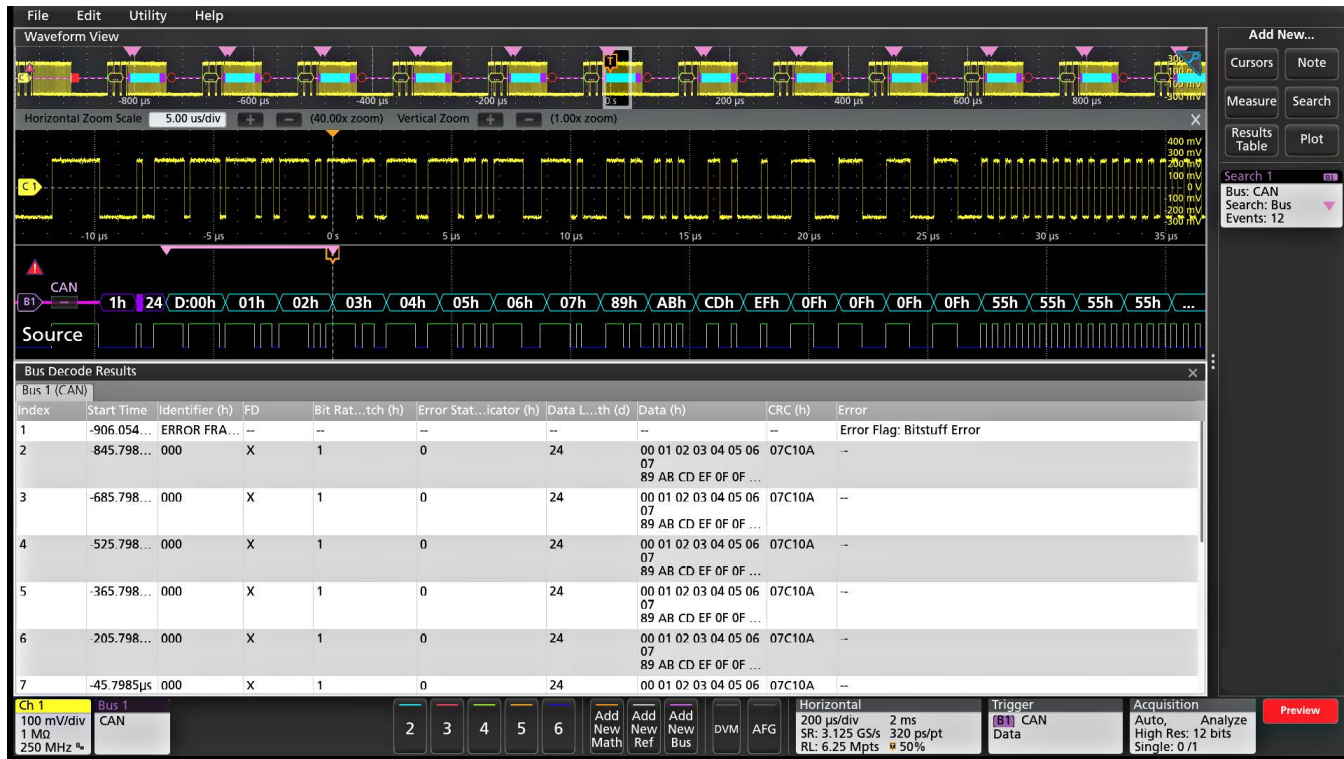 File Edit Utility Help
Waveform View
Add New...
Cursors Note
Measure Search
Results Table Plot
-800 µs -600 µs -400 µs -200 µs 0 s 200 µs 400 µs 600 µs 800 µs
Horizontal Zoom Scale 5.00 us/div + − (40.00x zoom) Vertical Zoom + − (1.00x zoom) X
400 mV
300 mV
200 mV
100 mV
0 V
-100 mV
-200 mV
-300 mV
C 1
-10 µs -5 µs 0 s 5 µs 10 µs 15 µs 20 µs 25 µs 30 µs 35 µs
Search 1 B1
Bus: CAN
Search: Bus
Events: 12
CAN
B1 1h 24 D:00h 01h 02h 03h 04h 05h 06h 07h 89h ABh CDh EFh 0Fh 0Fh 0Fh 0Fh 55h 55h 55h 55h ...
Source
Bus Decode Results
Bus 1 (CAN)
Index Start Time Identifier (h) FD Bit Rat...tch (h) Error Stat...icator (h) Data L...th (d) Data (h) CRC (h) Error
1 -906.054... ERROR FRA... -- -- -- -- -- -- Error Flag: Bitstuff Error
2 -845.798... 000 X 1 0 24 00 01 02 03 04 05 06 07C10A --
07
89 AB CD EF 0F 0F ...
3 -685.798... 000 X 1 0 24 00 01 02 03 04 05 06 07C10A --
07
89 AB CD EF 0F 0F ...
4 -525.798... 000 X 1 0 24 00 01 02 03 04 05 06 07C10A --
07
89 AB CD EF 0F 0F ...
5 -365.798... 000 X 1 0 24 00 01 02 03 04 05 06 07C10A --
07
89 AB CD EF 0F 0F ...
6 -205.798... 000 X 1 0 24 00 01 02 03 04 05 06 07C10A --
07
89 AB CD EF 0F 0F ...
7 -45.7985µs 000 X 1 0 24 00 01 02 03 04 05 06 07C10A --
Ch 1
100 mV/div
1 MΩ
250 MHz
Bus 1
CAN
2 3 4 5 6
Add New Math
Add New Ref
Add New Bus
DVM
AFG
Horizontal
200 µs/div 2 ms
SR: 3.125 GS/s 320 ps/pt
RL: 6.25 Mpts 50%
Trigger
B1 CAN
Data
Acquisition
Auto, Analyze
High Res: 12 bits
Single: 0 /1
Preview